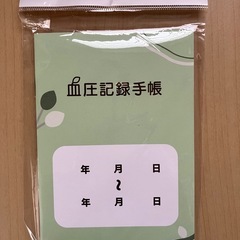 血圧記録手帳
年 月 日
〜
年 月 日